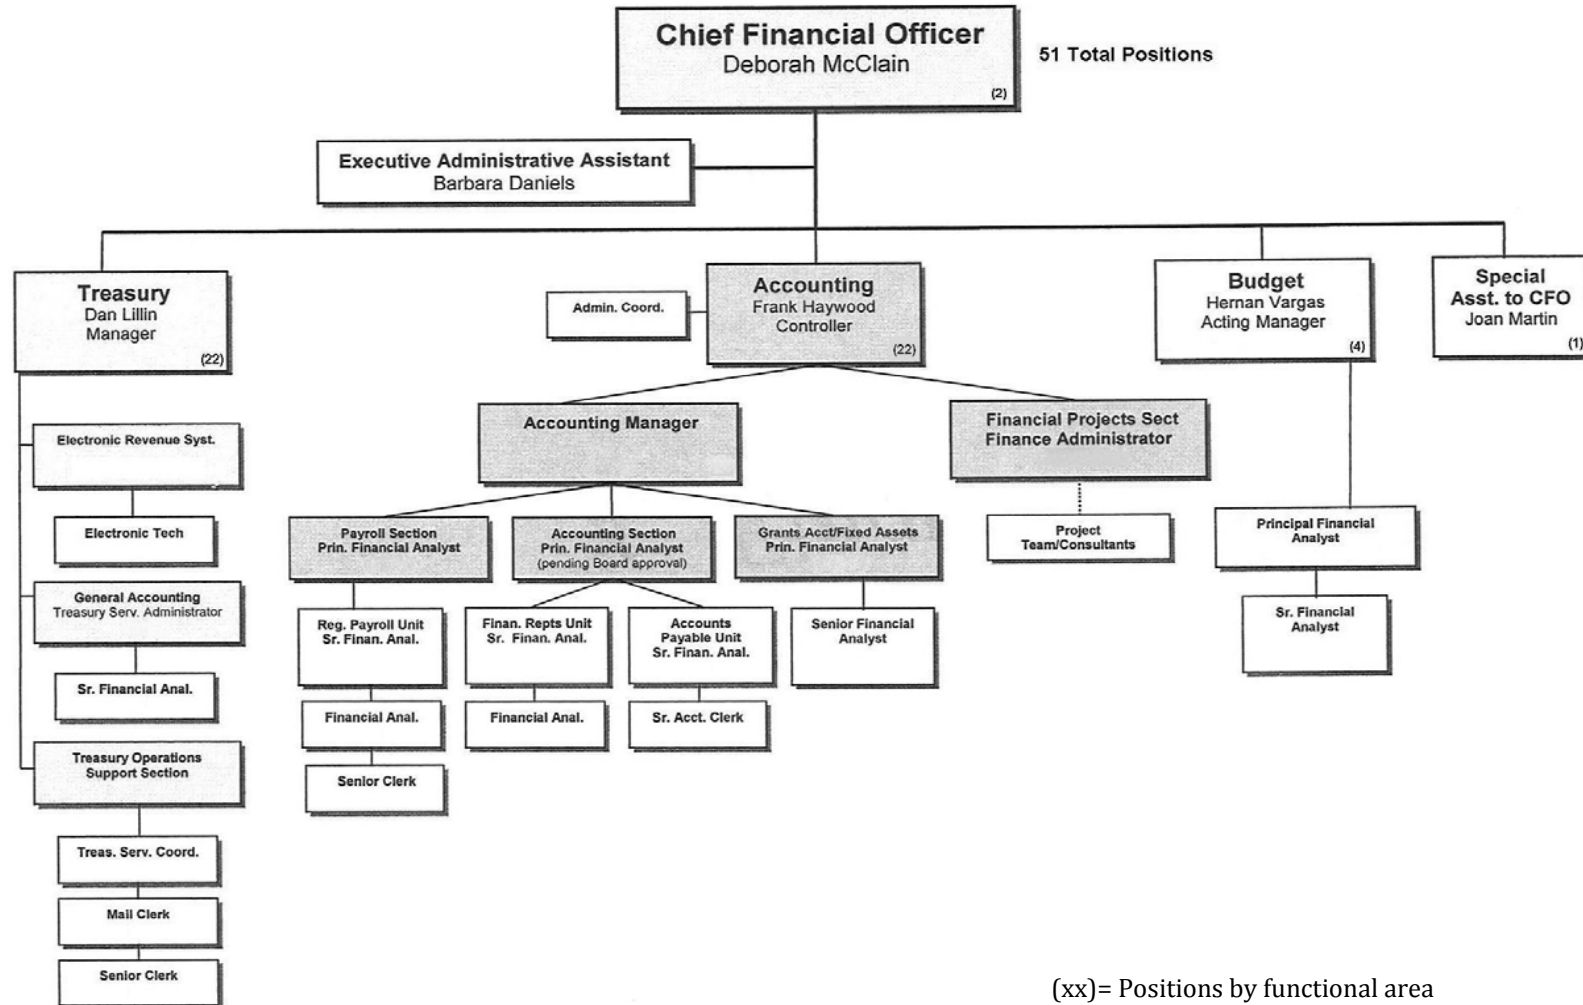 Chief Financial Officer
Deborah McClain
(2)
51 Total Positions
Executive Administrative Assistant
Barbara Daniels
Treasury
Dan Lillin
Manager
(22)
Admin. Coord.
Accounting
Frank Haywood
Controller
(22)
Budget
Hernan Vargas
Acting Manager
(4)
Special
Asst. to CFO
Joan Martin
(1)
Electronic Revenue Syst.
Electronic Tech
General Accounting
Treasury Serv. Administrator
Sr. Financial Anal.
Treasury Operations
Support Section
Treas. Serv. Coord.
Mail Clerk
Senior Clerk
Accounting Manager
Payroll Section
Prin. Financial Analyst
Reg. Payroll Unit
Sr. Finan. Anal.
Financial Anal.
Senior Clerk
Accounting Section
Prin. Financial Analyst
(pending Board approval)
Finan. Repts Unit
Sr. Finan. Anal.
Financial Anal.
Accounts
Payable Unit
Sr. Finan. Anal.
Sr. Acct. Clerk
Grants Acct/Fixed Assets
Prin. Financial Analyst
Senior Financial
Analyst
Financial Projects Sect
Finance Administrator
Project
Team/Consultants
Principal Financial
Analyst
Sr. Financial
Analyst
(xx)= Positions by functional area